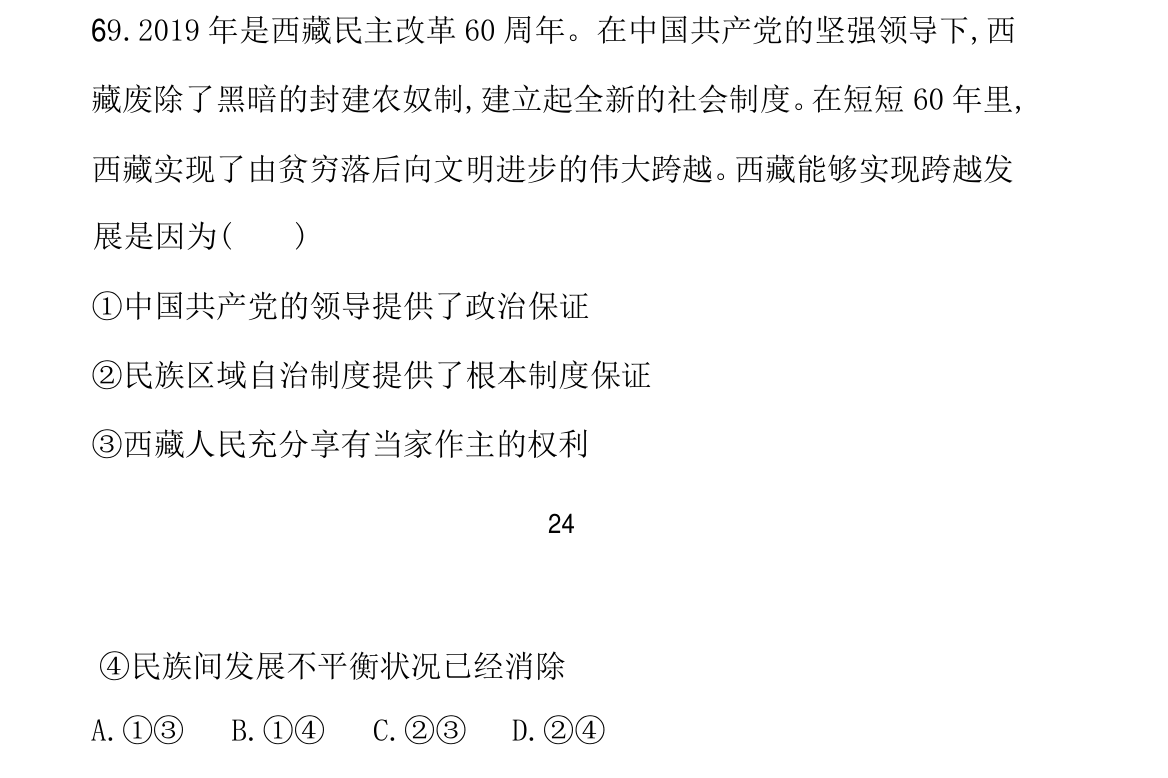 69.2019 年是西藏民主改革 60 周年。在中国共产党的坚强领导下,西
藏废除了黑暗的封建农奴制,建立起全新的社会制度。在短短 60 年里,
西藏实现了由贫穷落后向文明进步的伟大跨越。西藏能够实现跨越发
展是因为(　　)
①中国共产党的领导提供了政治保证
②民族区域自治制度提供了根本制度保证
③西藏人民充分享有当家作主的权利
24
④民族间发展不平衡状况已经消除
A.①③　B.①④　C.②③　D.②④